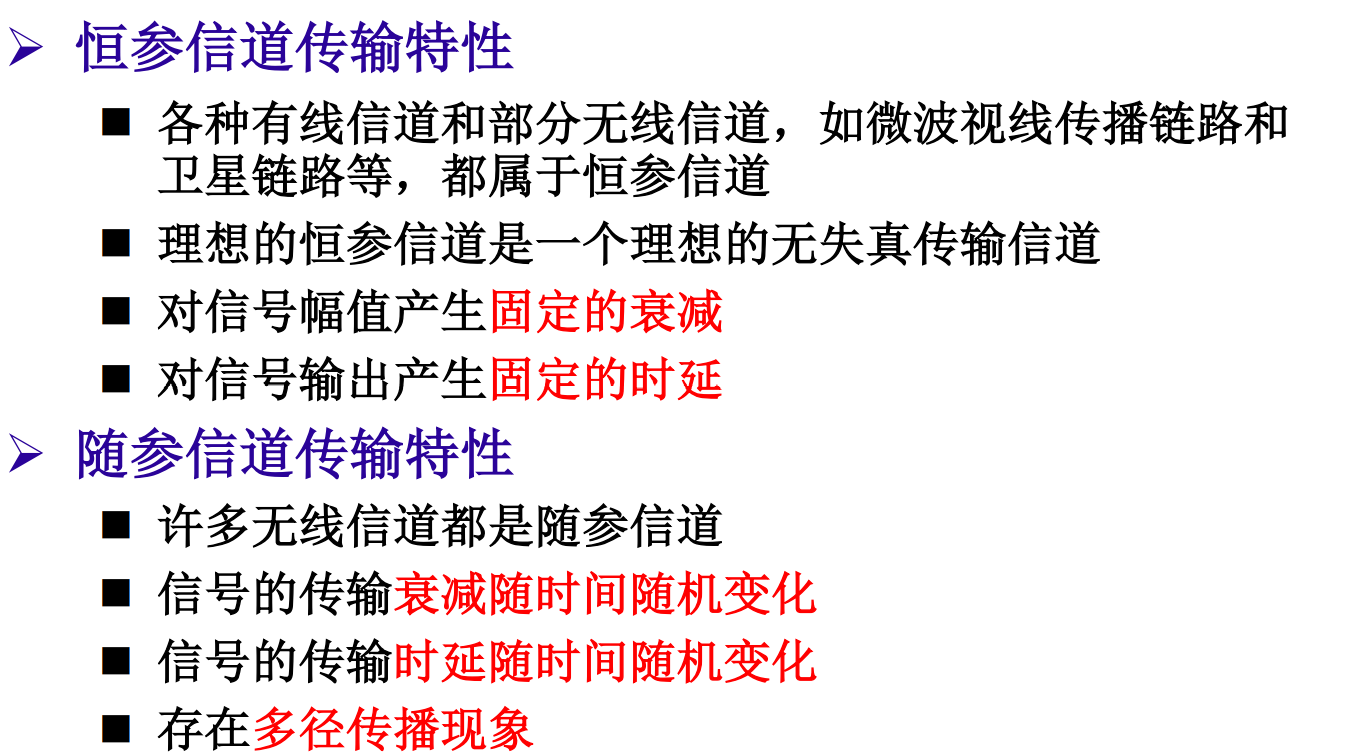 恒参信道传输特性
各种有线信道和部分无线信道，如微波视线传播链路和
卫星链路等，都属于恒参信道
理想的恒参信道是一个理想的无失真传输信道
对信号幅值产生固定的衰减
对信号输出产生固定的时延
随参信道传输特性
许多无线信道都是随参信道
信号的传输衰减随时间随机变化
信号的传输时延随时间随机变化
存在多径传播现象